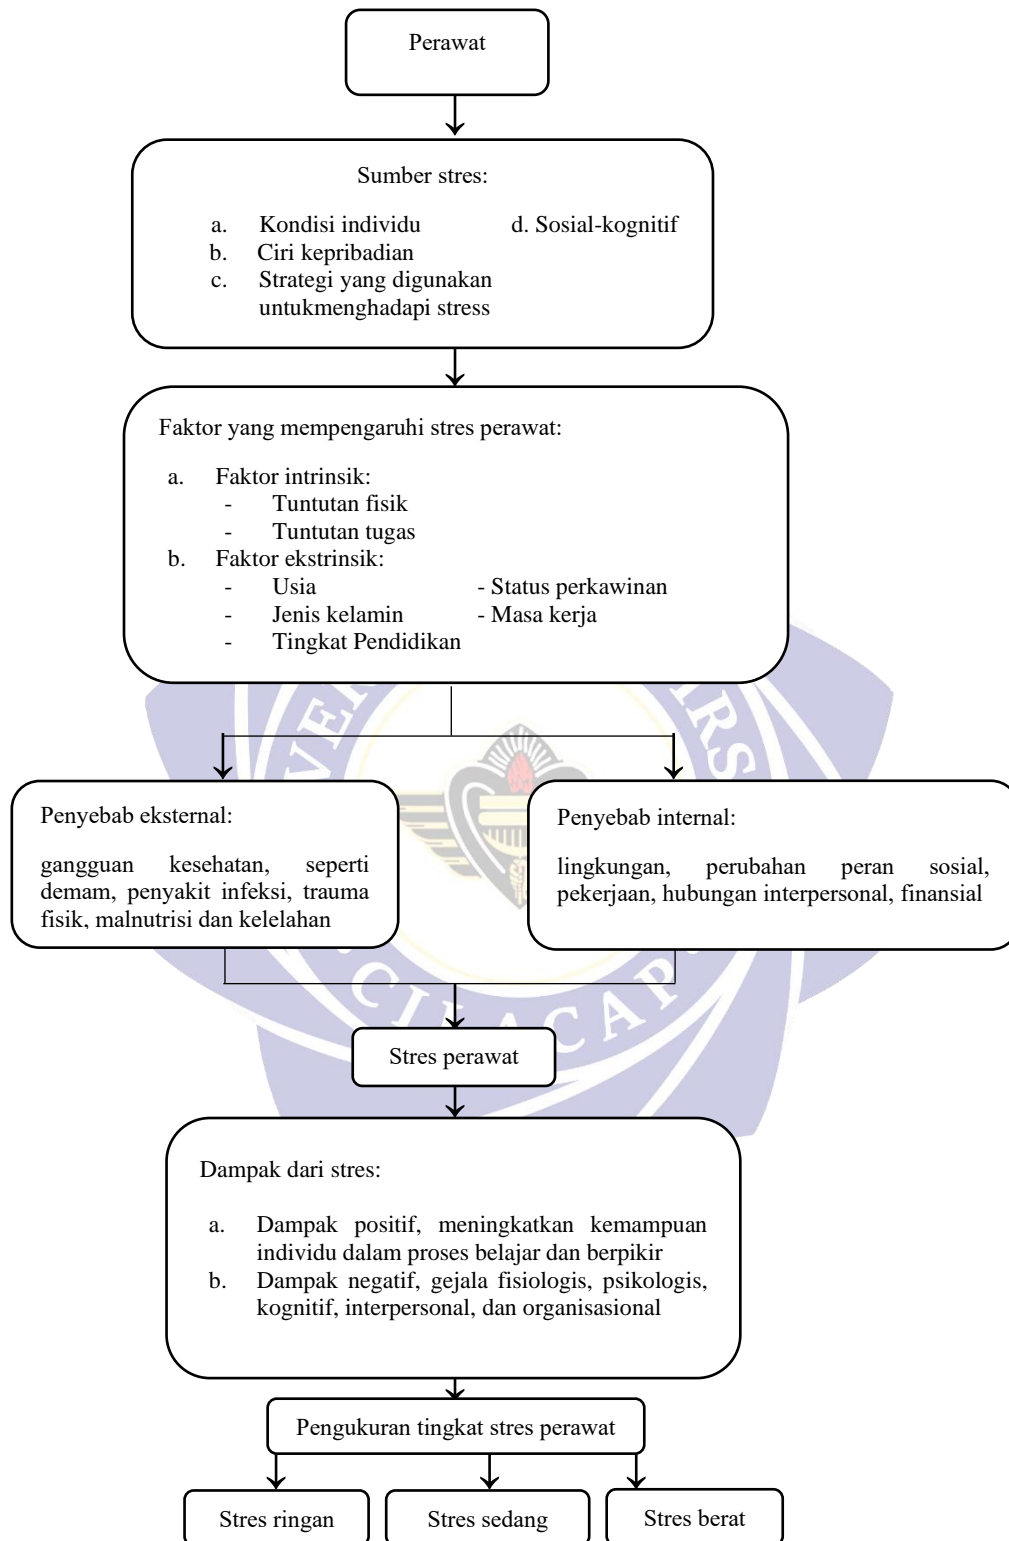 Perawat
Sumber stres:
a. Kondisi individu d. Sosial-kognitif
b. Ciri kepribadian
c. Strategi yang digunakan
untukmenghadapi stress
Faktor yang mempengaruhi stres perawat:
a. Faktor intrinsik:
- Tuntutan fisik
- Tuntutan tugas
b. Faktor ekstrinsik:
- Usia - Status perkawinan
- Jenis kelamin - Masa kerja
- Tingkat Pendidikan
Penyebab eksternal:
gangguan kesehatan, seperti
demam, penyakit infeksi, trauma
fisik, malnutrisi dan kelelahan
Penyebab internal:
lingkungan, perubahan peran sosial,
pekerjaan, hubungan interpersonal, finansial
CILACAP
Stres perawat
Dampak dari stres:
a. Dampak positif, meningkatkan kemampuan
individu dalam proses belajar dan berpikir
b. Dampak negatif, gejala fisiologis, psikologis,
kognitif, interpersonal, dan organisasional
Pengukuran tingkat stres perawat
Stres ringan
Stres sedang
Stres berat